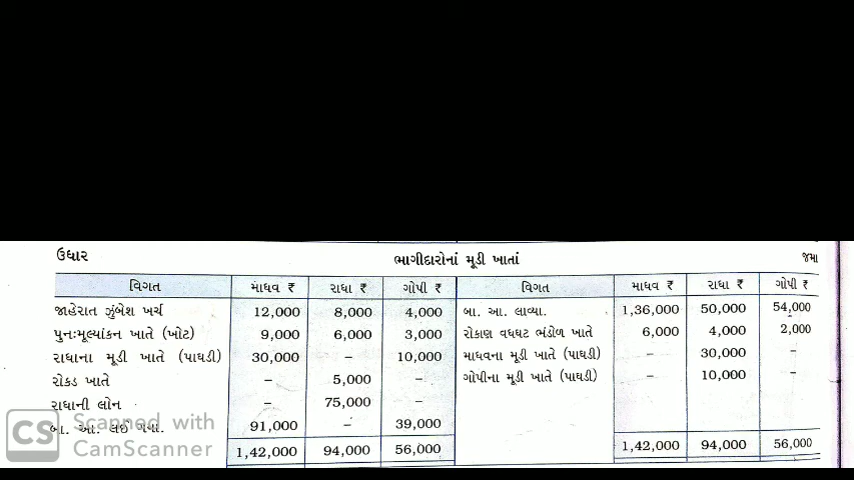 ઉધાર ભાગીદારોનાં મૂડી ખાતાં જમા
વિગત માધવ ₹ રાધા ₹ ગોપી ₹ વિગત માધવ ₹ રાધા ₹ ગોપી ₹
જાહેરાત ઝુંબેશ ખર્ચ 12,000 8,000 4,000 બા. આ. લાવ્યા. 1,36,000 50,000 54,000
પુનઃમૂલ્યાંકન ખાતે (ખોટ) 9,000 6,000 3,000 રોકાણ વધઘટ ભંડોળ ખાતે 6,000 4,000 2,000
રાધાના મૂડી ખાતે (પાઘડી) 30,000 – 10,000 માધવના મૂડી ખાતે (પાઘડી) – 30,000 –
રોકડ ખાતે – 5,000 – ગોપીના મૂડી ખાતે (પાઘડી) – 10,000 –
રાધાની લોન – 75,000 –
બા. આ. લઈ ગયા. 91,000 – 39,000
1,42,000 94,000 56,000 1,42,000 94,000 56,000
CS Scanned with
CamScanner